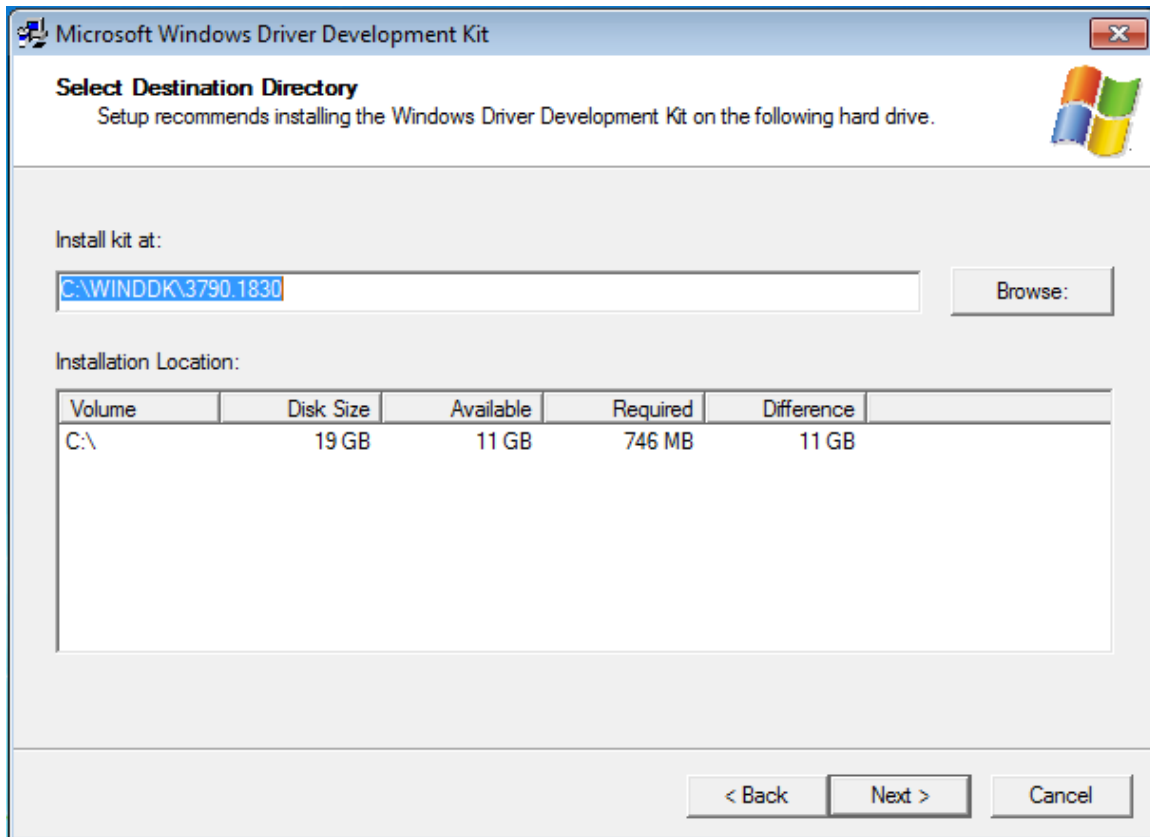 Microsoft Windows Driver Development Kit
Select Destination Directory
Setup recommends installing the Windows Driver Development Kit on the following hard drive.
Install kit at:
C:\WINDDK\3790.1830
Browse:
Installation Location:
Volume Disk Size Available Required Difference
C:\ 19 GB 11 GB 746 MB 11 GB
< Back Next > Cancel